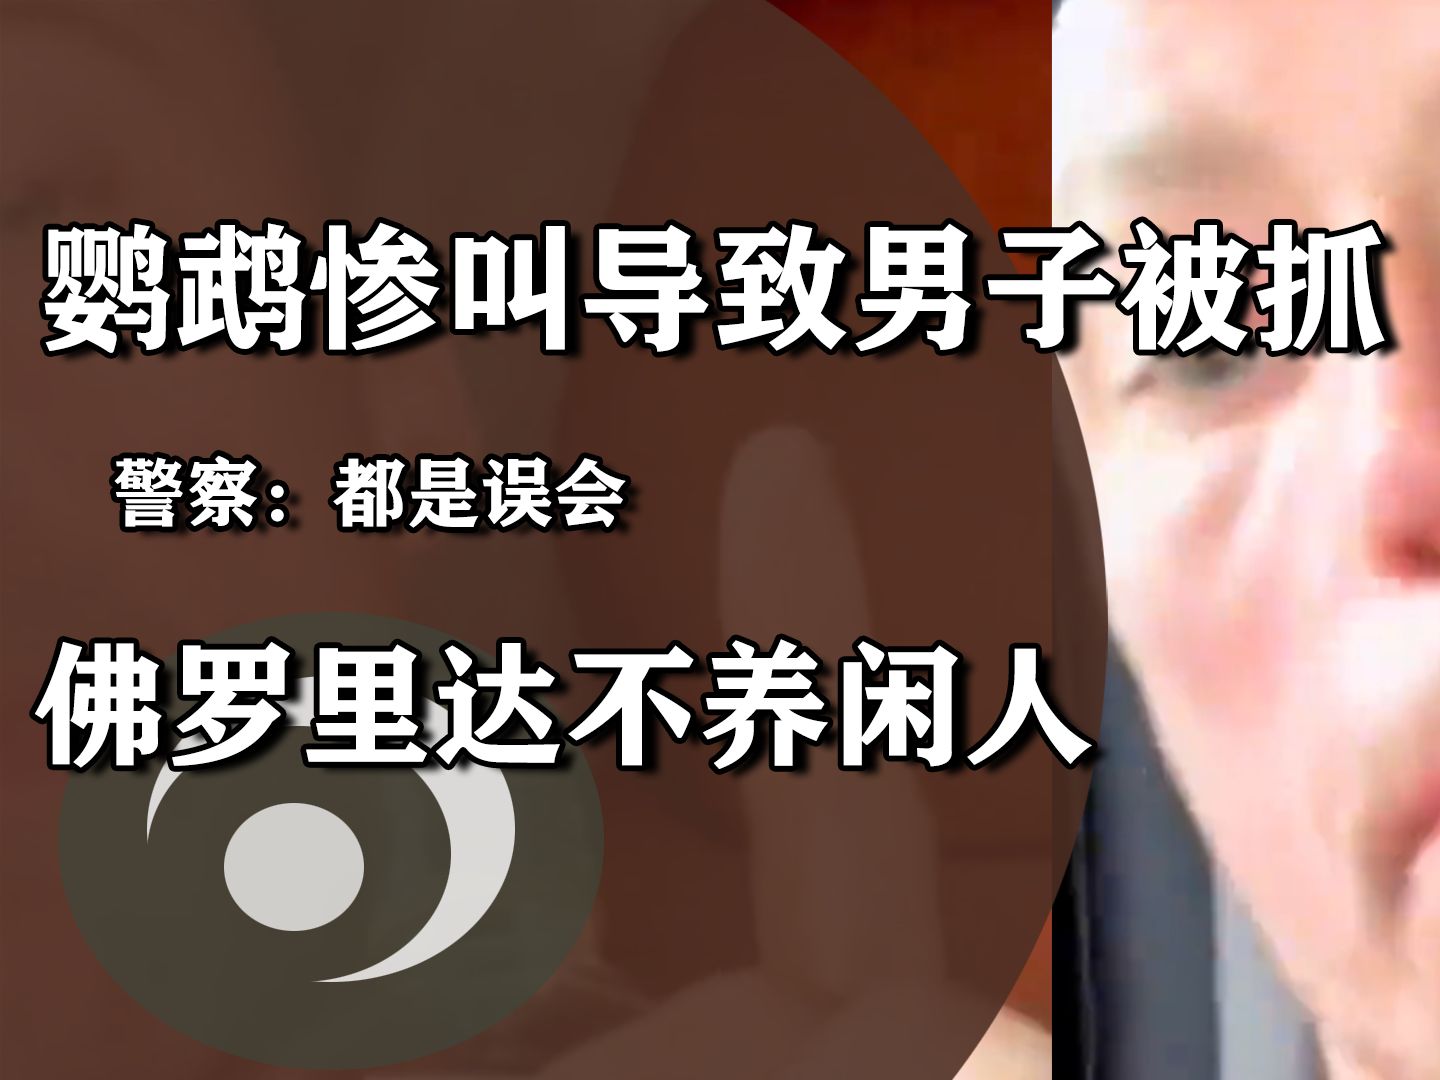 鹦鹉惨叫导致男子被抓
警察：都是误会
佛罗里达不养闲人